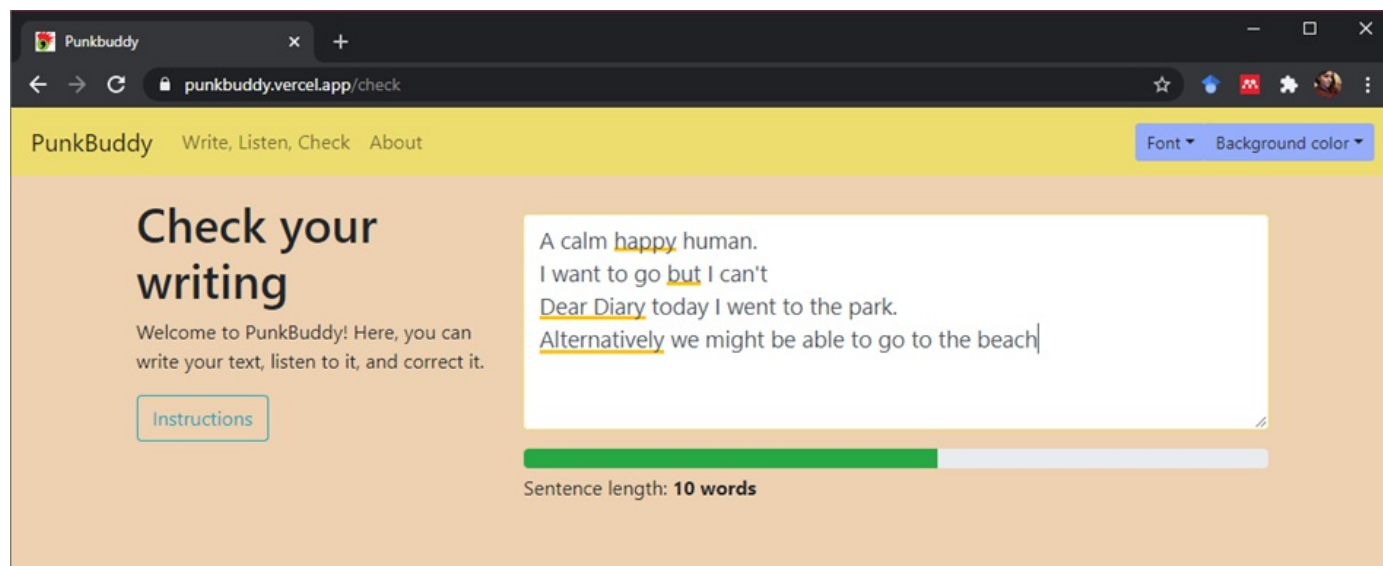 Punkbuddy
punkbuddy.vercel.app/check
PunkBuddy Write, Listen, Check About Font Background color
Check your
writing
Welcome to PunkBuddy! Here, you can
write your text, listen to it, and correct it.
Instructions
A calm happy human.
I want to go but I can't
Dear Diary today I went to the park.
Alternatively we might be able to go to the beach
Sentence length: 10 words